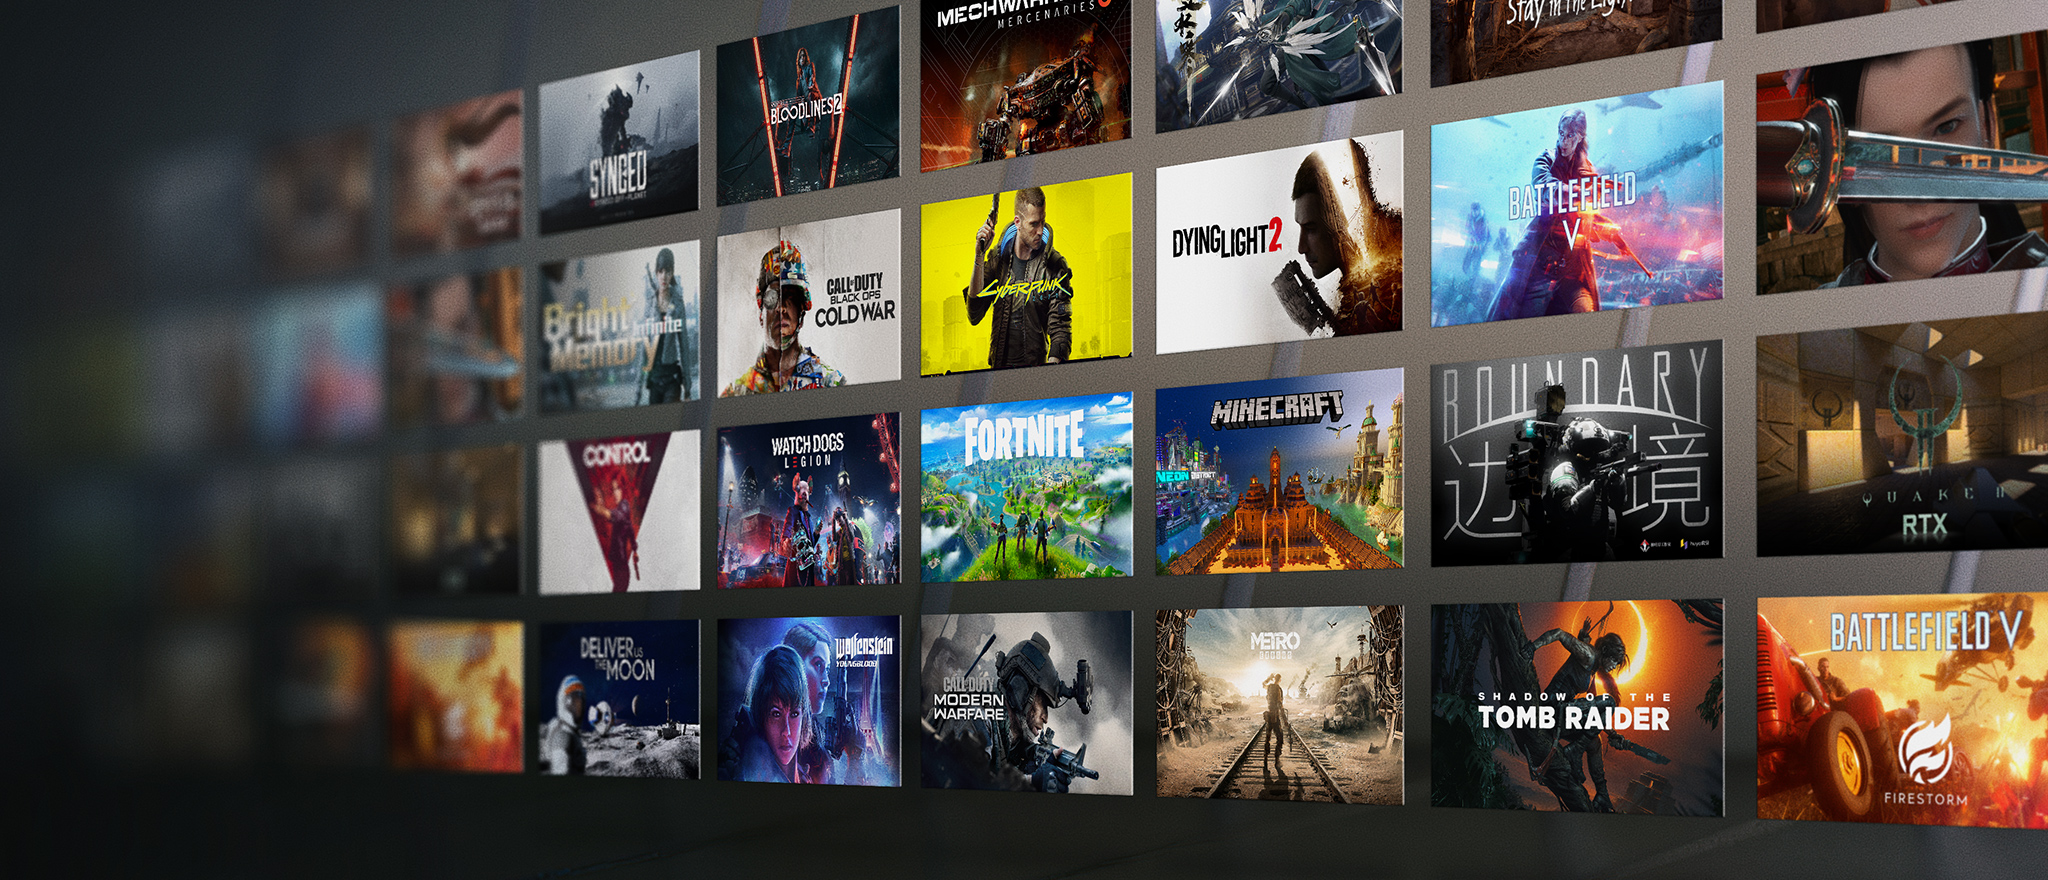 SYNCED
BLOODLINES 2
MECHWARRIOR 5
MERCENARIES
Stay in The Light
Bright
Memory
Infinite
CALL OF DUTY
BLACK OPS
COLD WAR
CYBERPUNK
DYING LIGHT 2
BATTLEFIELD
V
CONTROL
WATCH DOGS
LEGION
FORTNITE
MINECRAFT
NEON DISTRICT
BOUNDARY
边境
QUAKE II
RTX
DELIVER US
THE MOON
Wolfenstein
YOUNGBLOOD
CALL OF DUTY
MODERN
WARFARE
METRO
EXODUS
SHADOW OF THE
TOMB RAIDER
BATTLEFIELD V
FIRESTORM